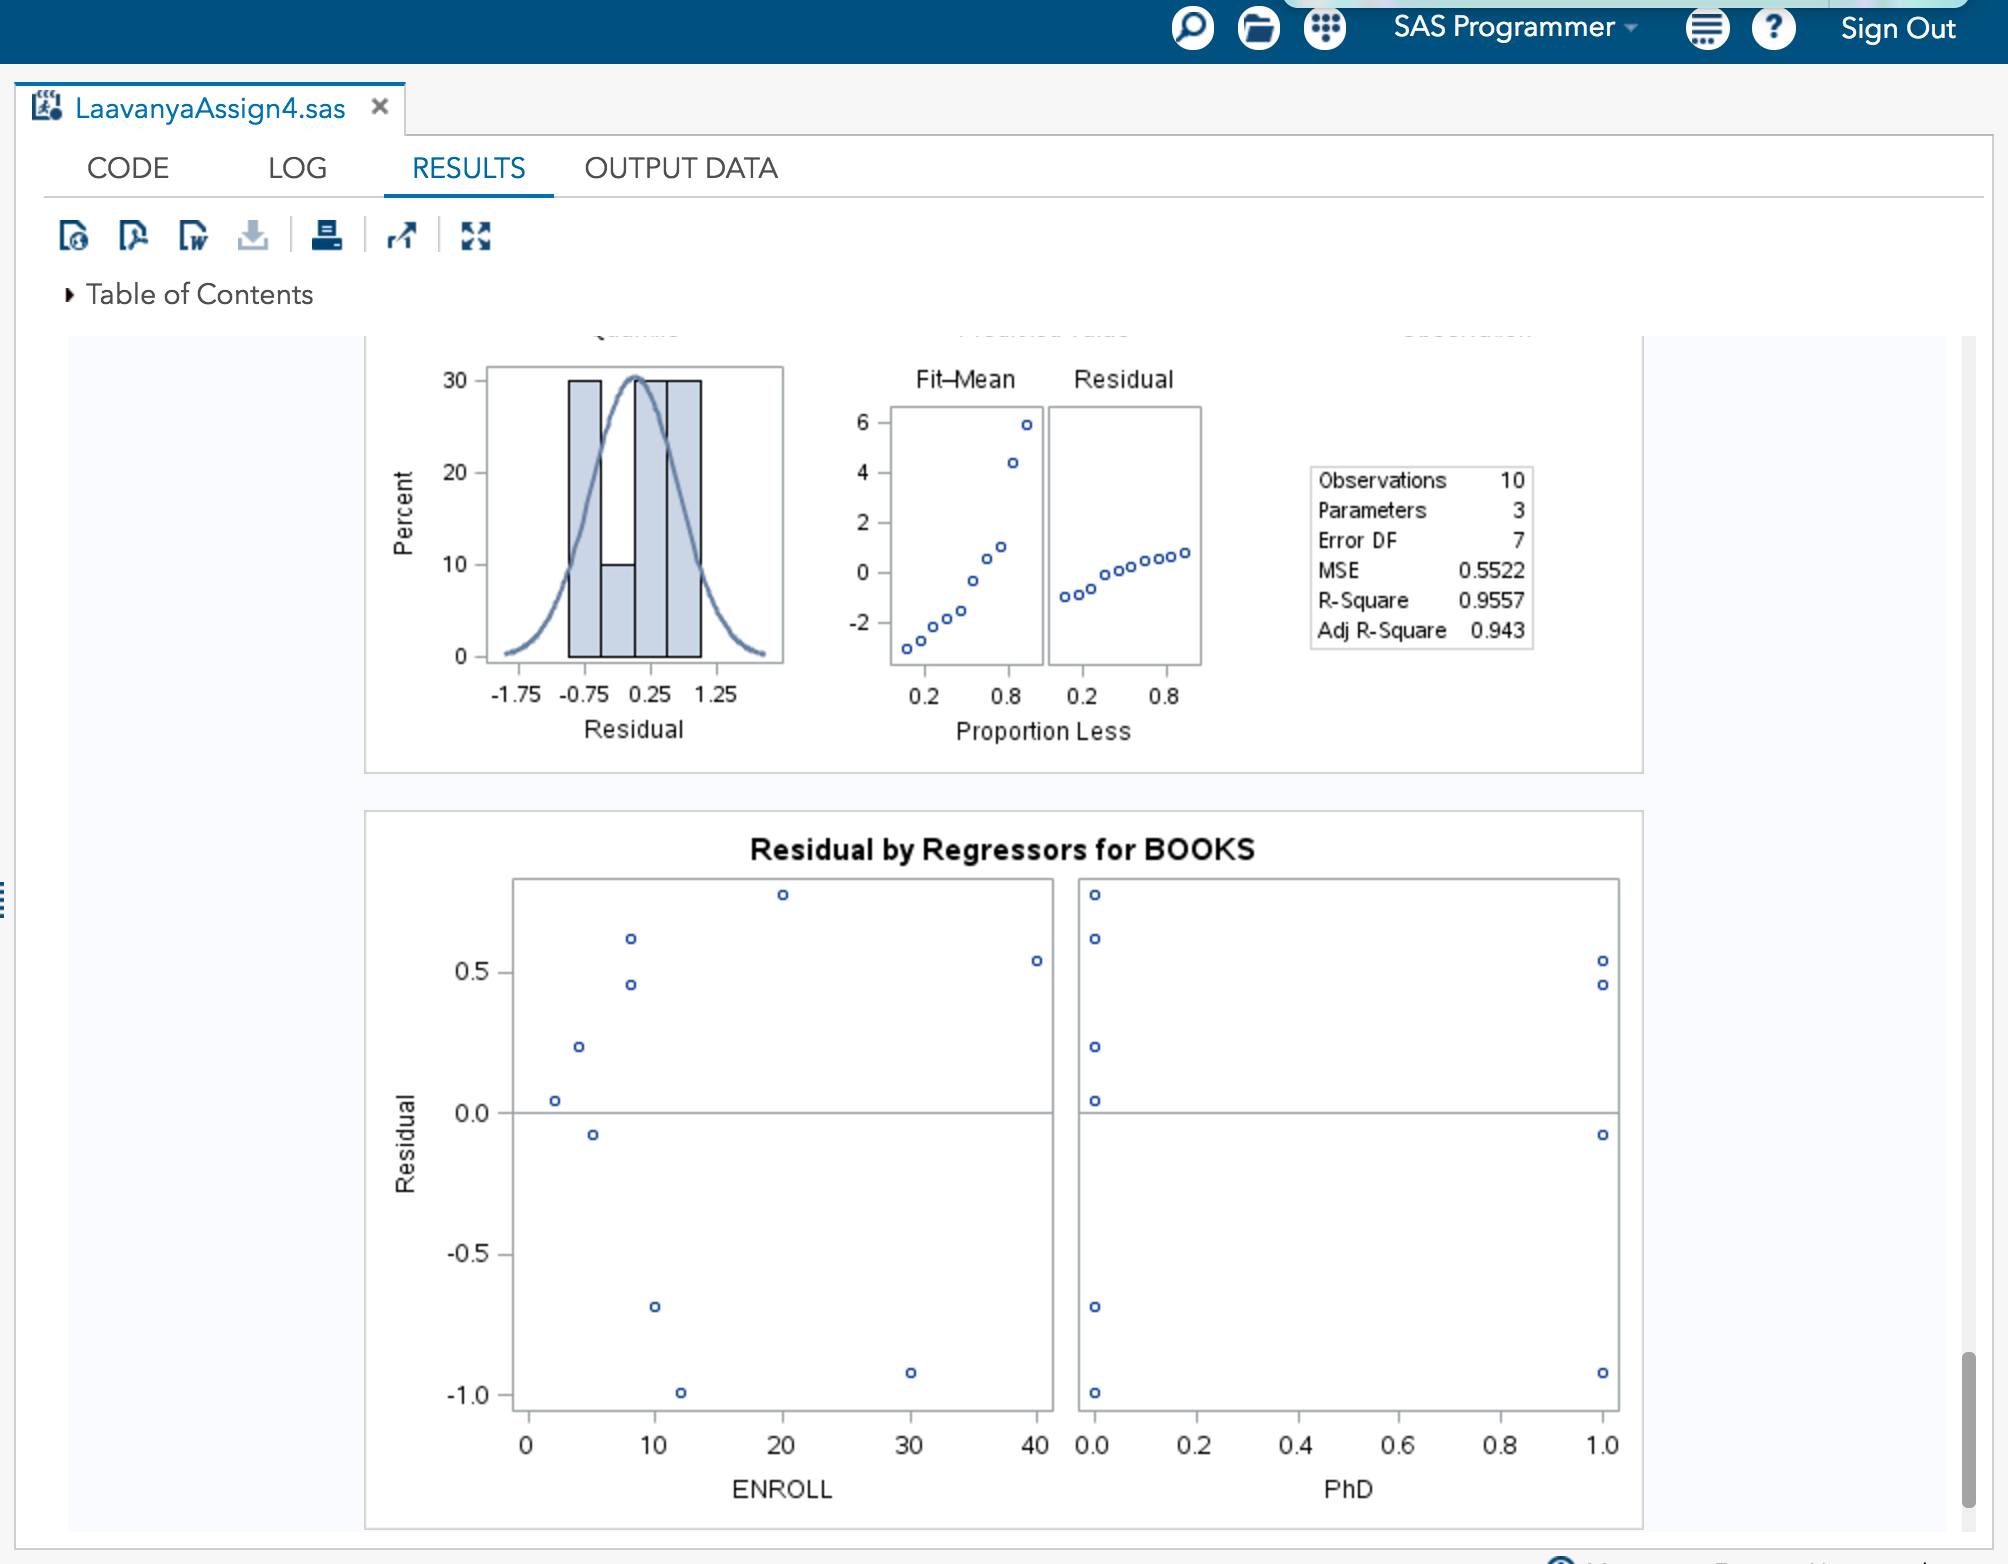 SAS Programmer
Sign Out
LaavanyaAssign4.sas
CODE LOG RESULTS OUTPUT DATA
Table of Contents
30
20
10
0
Percent
-1.75 -0.75 0.25 1.25
Residual
Fit–Mean Residual
6
4
2
0
-2
0.2 0.8 0.2 0.8
Proportion Less
Observations 10
Parameters 3
Error DF 7
MSE 0.5522
R-Square 0.9557
Adj R-Square 0.943
Residual by Regressors for BOOKS
0.5
0.0
-0.5
-1.0
Residual
0 10 20 30 40
ENROLL
0.0 0.2 0.4 0.6 0.8 1.0
PhD